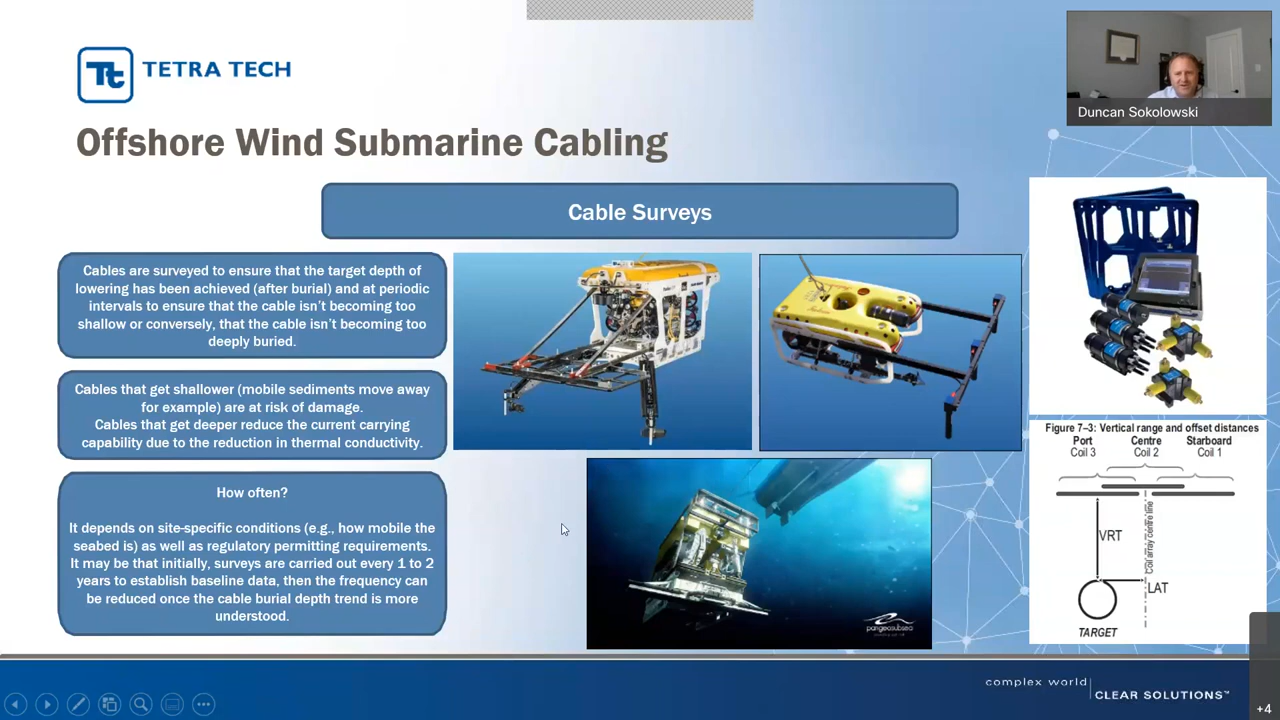 Tt TETRA TECH
Duncan Sokolowski
Offshore Wind Submarine Cabling
Cable Surveys
Cables are surveyed to ensure that the target depth of
lowering has been achieved (after burial) and at periodic
intervals to ensure that the cable isn't becoming too
shallow or conversely, that the cable isn't becoming too
deeply buried.
Cables that get shallower (mobile sediments move away
for example) are at risk of damage.
Cables that get deeper reduce the current carrying
capability due to the reduction in thermal conductivity.
How often?
It depends on site-specific conditions (e.g., how mobile the
seabed is) as well as regulatory permitting requirements.
It may be that initially, surveys are carried out every 1 to 2
years to establish baseline data, then the frequency can
be reduced once the cable burial depth trend is more
understood.
pangeosubsea
Figure 7–3: Vertical range and offset distances
Port Centre Starboard
Coil 3 Coil 2 Coil 1
VRT
Coil array centre line
LAT
TARGET
complex world
CLEAR SOLUTIONS™
+4